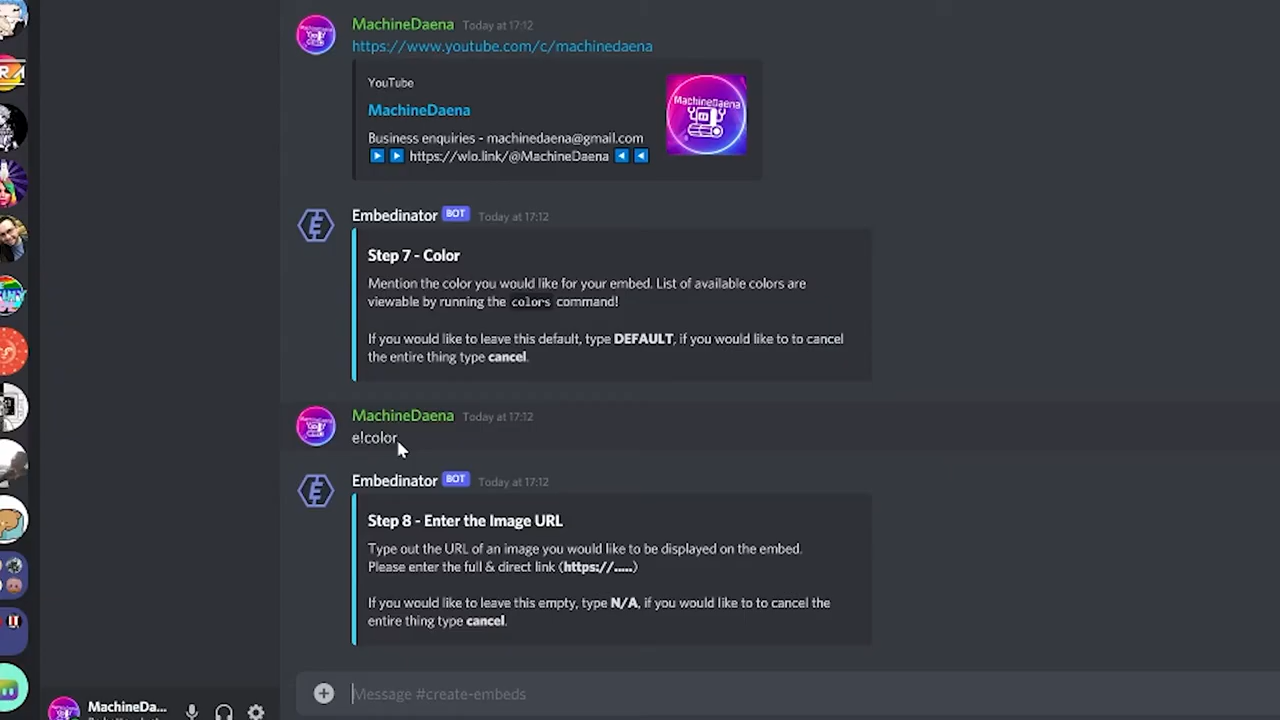 MachineDaena Today at 17:12
https://www.youtube.com/c/machinedaena
YouTube
MachineDaena
Business enquiries - machinedaena@gmail.com
https://wlo.link/@MachineDaena
MachineDaena
Embedinator BOT Today at 17:12
Step 7 - Color
Mention the color you would like for your embed. List of available colors are
viewable by running the colors command!
If you would like to leave this default, type DEFAULT, if you would like to to cancel
the entire thing type cancel.
MachineDaena Today at 17:12
e!color
Embedinator BOT Today at 17:12
Step 8 - Enter the Image URL
Type out the URL of an image you would like to be displayed on the embed.
Please enter the full & direct link (https://.....)
If you would like to leave this empty, type N/A, if you would like to to cancel the
entire thing type cancel.
Message #create-embeds
MachineDa...